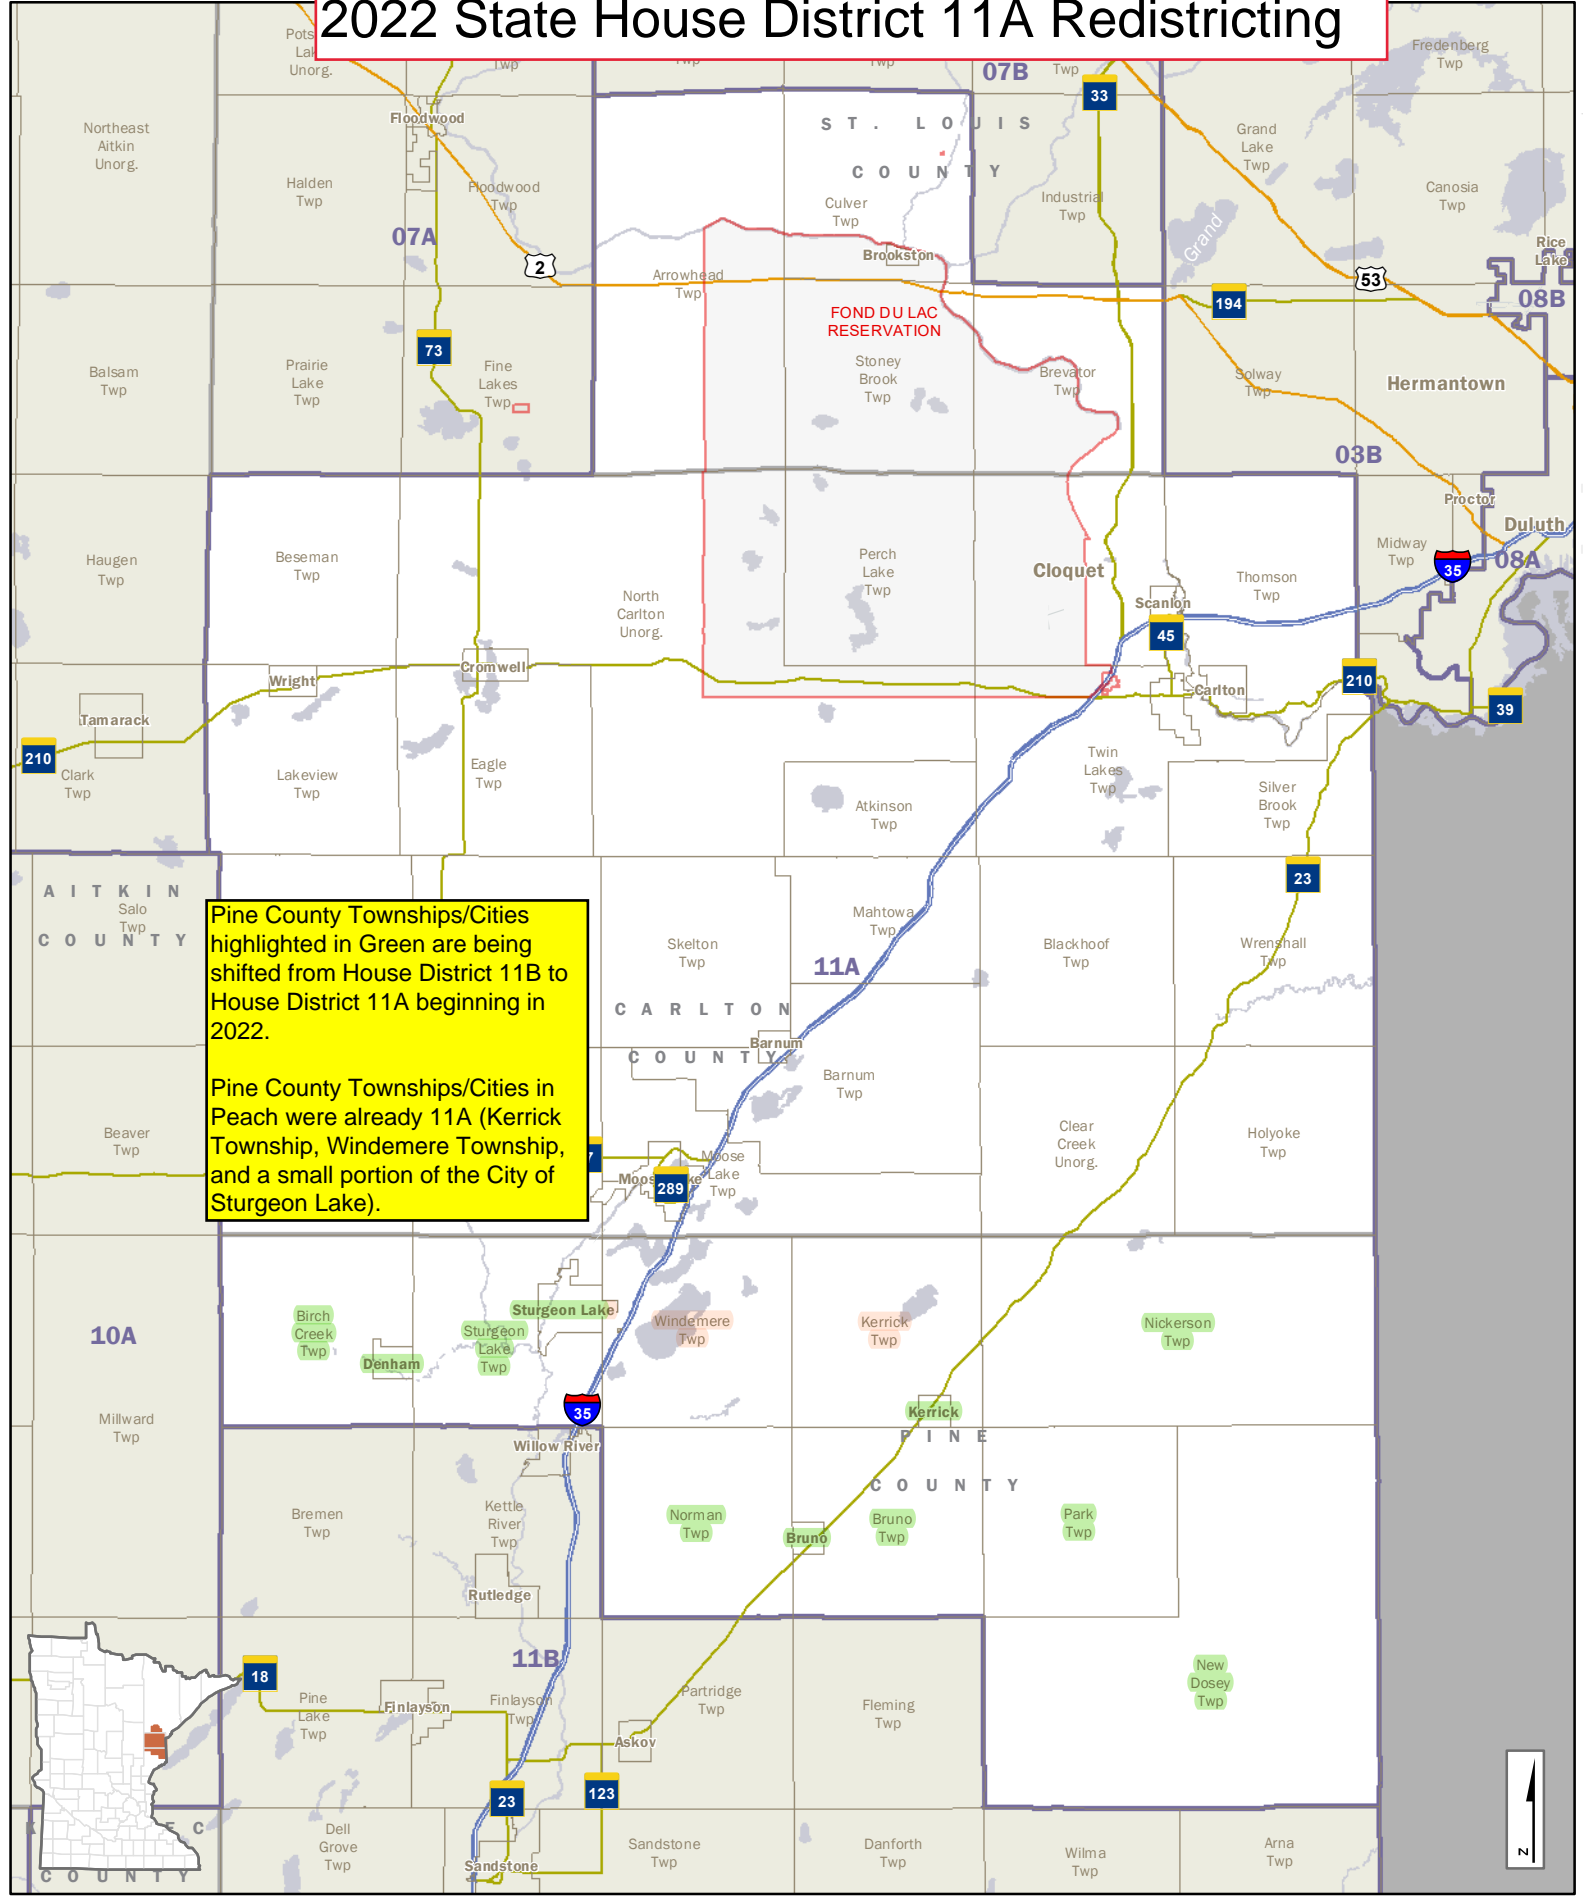 2022 State House District 11A Redistricting
Unorg.
Twp
Twp
Twp
07B
Twp
33
Fredenberg
Twp
Floodwood
ST. LOUIS
COUNTY
Northeast
Aitkin
Unorg.
Grand
Lake
Twp
Halden
Twp
Floodwood
Twp
Culver
Twp
Industrial
Twp
Canosia
Twp
07A
Grand
Brookston
Rice
Lake
2
Arrowhead
Twp
53
194
08B
FOND DU LAC
RESERVATION
73
Balsam
Twp
Prairie
Lake
Twp
Fine
Lakes
Twp
Stoney
Brook
Twp
Brevator
Twp
Solway
Twp
Hermantown
03B
Proctor
Duluth
Haugen
Twp
Beseman
Twp
Perch
Lake
Twp
Cloquet
Midway
Twp
35
08A
North
Carlton
Unorg.
Thomson
Twp
Scanlon
45
Wright
Cromwell
Carlton
210
39
Tamarack
210
Clark
Twp
Lakeview
Twp
Eagle
Twp
Twin
Lakes
Twp
Atkinson
Twp
Silver
Brook
Twp
23
AITKIN
Salo
Twp
COUNTY
Pine County Townships/Cities
highlighted in Green are being
shifted from House District 11B to
House District 11A beginning in
2022.
Pine County Townships/Cities in
Peach were already 11A (Kerrick
Township, Windemere Township,
and a small portion of the City of
Sturgeon Lake).
Skelton
Twp
Mahtowa
Twp
11A
Blackhoof
Twp
Wrenshall
Twp
CARLTON
COUNTY
Barnum
Barnum
Twp
Beaver
Twp
Clear
Creek
Unorg.
Holyoke
Twp
7
Moose
Lake
Twp
289
10A
Birch
Creek
Twp
Denham
Sturgeon Lake
Sturgeon
Lake
Twp
Windemere
Twp
Kerrick
Twp
Nickerson
Twp
35
Kerrick
Millward
Twp
Willow River
PINE
COUNTY
Bremen
Twp
Kettle
River
Twp
Norman
Twp
Bruno
Bruno
Twp
Park
Twp
Rutledge
11B
18
Pine
Lake
Twp
Finlayson
Finlayson
Twp
Partridge
Twp
Fleming
Twp
New
Dosey
Twp
Askov
23
123
COUNTY
Dell
Grove
Twp
Sandstone
Sandstone
Twp
Danforth
Twp
Wilma
Twp
Arna
Twp
N